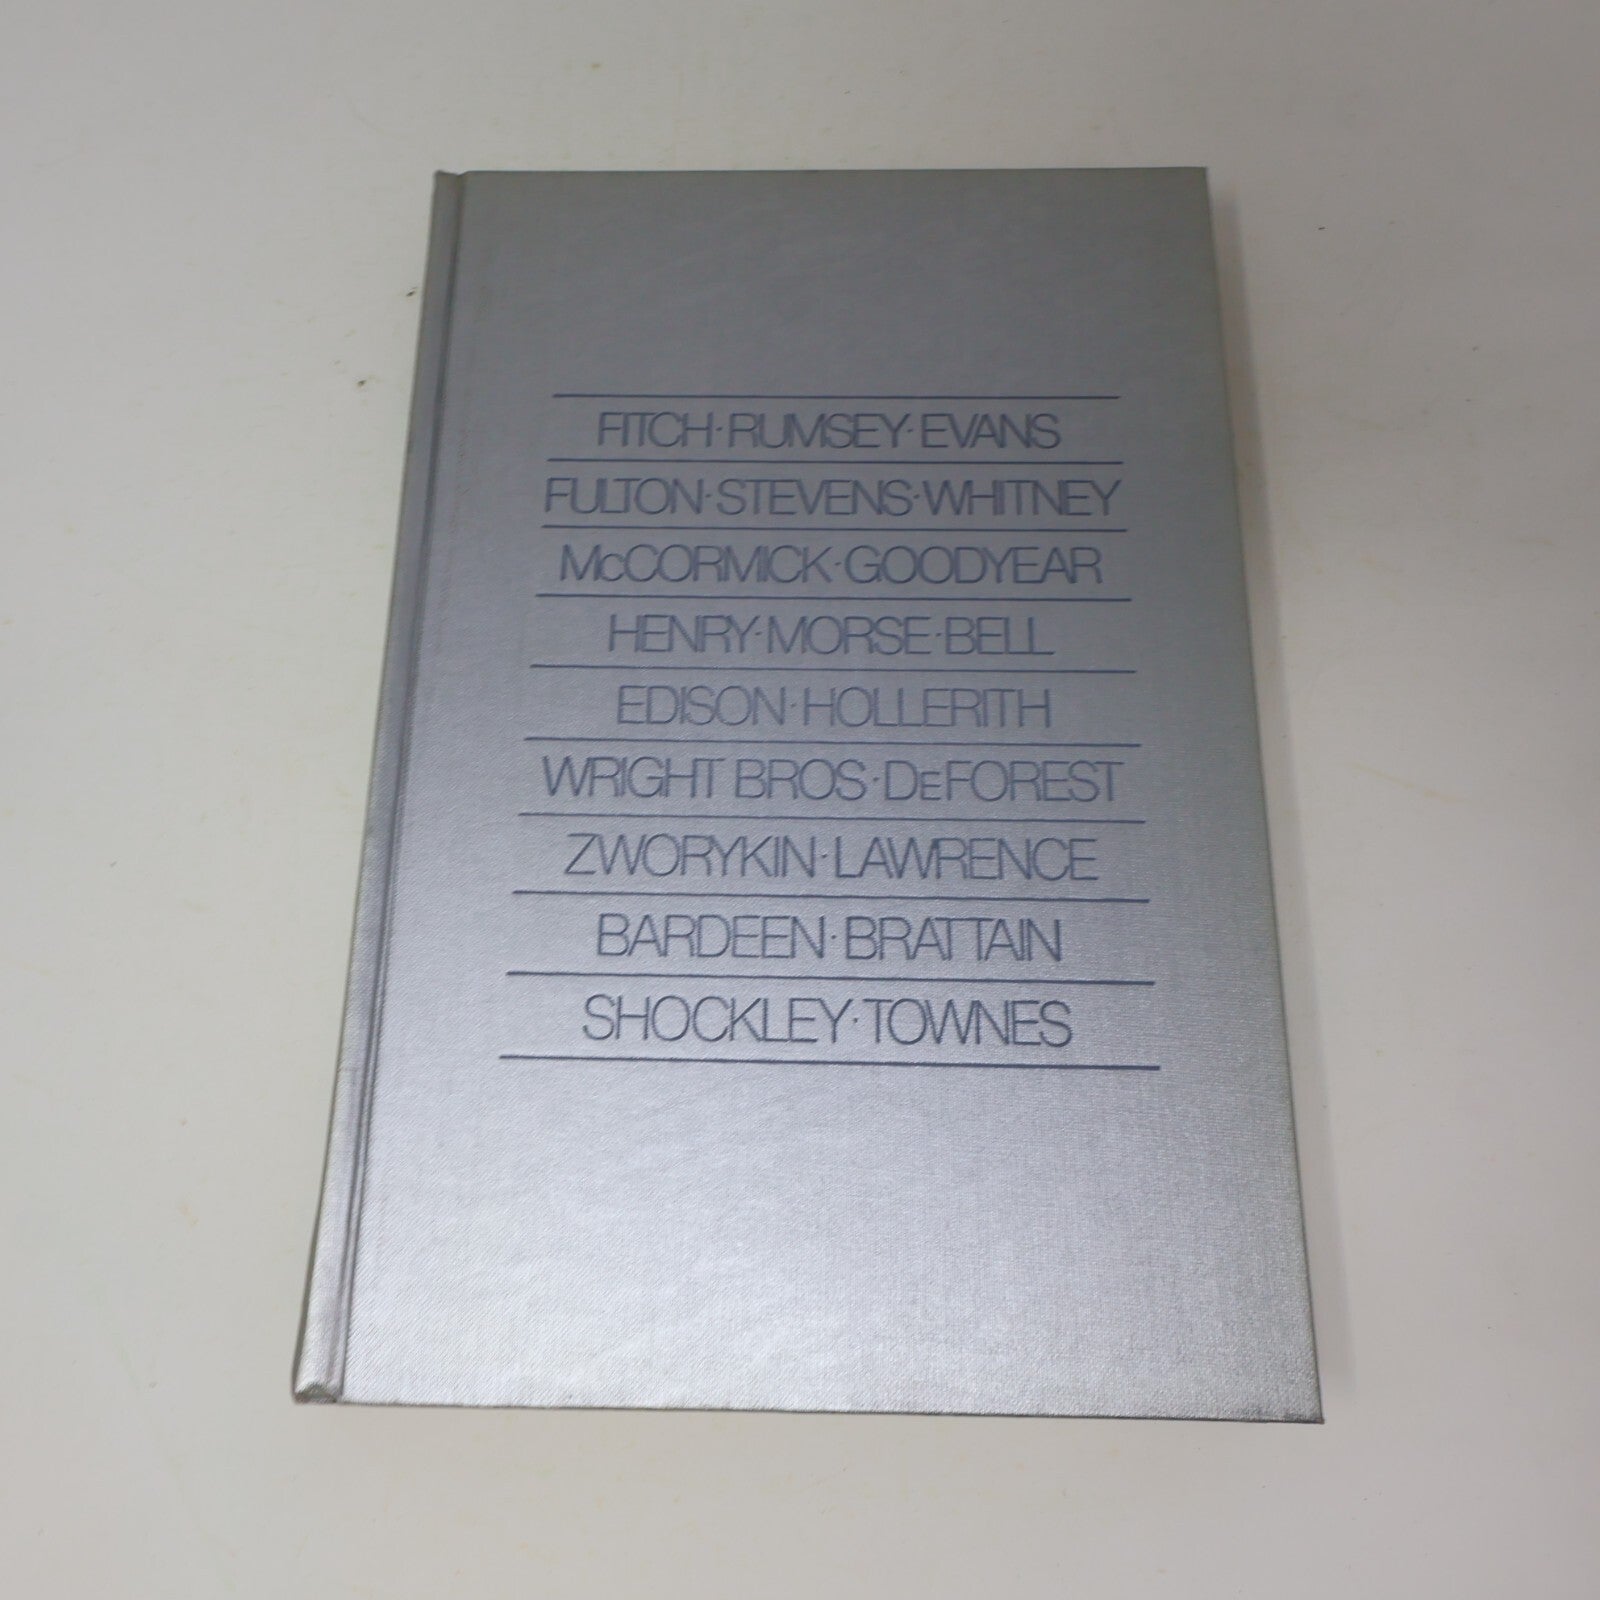 FITCH·RUMSEY·EVANS
FULTON·STEVENS·WHITNEY
McCORMICK·GOODYEAR
HENRY·MORSE·BELL
EDISON·HOLLERITH
WRIGHT BROS·DEFOREST
ZWORYKIN·LAWRENCE
BARDEEN·BRATTAIN
SHOCKLEY·TOWNES